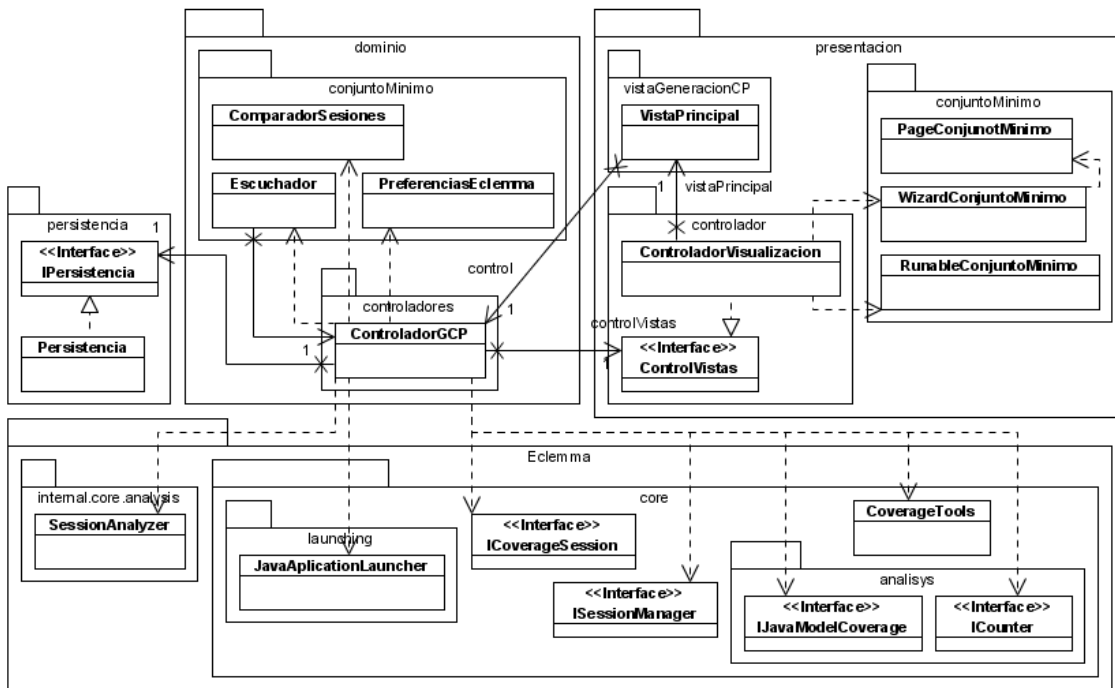 dominio
conjuntoMinimo
ComparadorSesiones
Escuchador
PreferenciasEclemma
controladores
ControladorGCP
persistencia
1
<<Interface>>
IPersistencia
Persistencia
1
presentacion
vistaGeneracionCP
VistaPrincipal
1
vistaPrincipal
controlador
ControladorVisualizacion
control
1
controlVistas
1
<<Interface>>
ControlVistas
conjuntoMinimo
PageConjunotMinimo
WizardConjuntoMinimo
RunableConjuntoMinimo
Eclemma
internal.core.analysis
SessionAnalyzer
core
launching
JavaAplicationLauncher
<<Interface>>
ICoverageSession
<<Interface>>
ISessionManager
CoverageTools
analisys
<<Interface>>
IJavaModelCoverage
<<Interface>>
ICounter